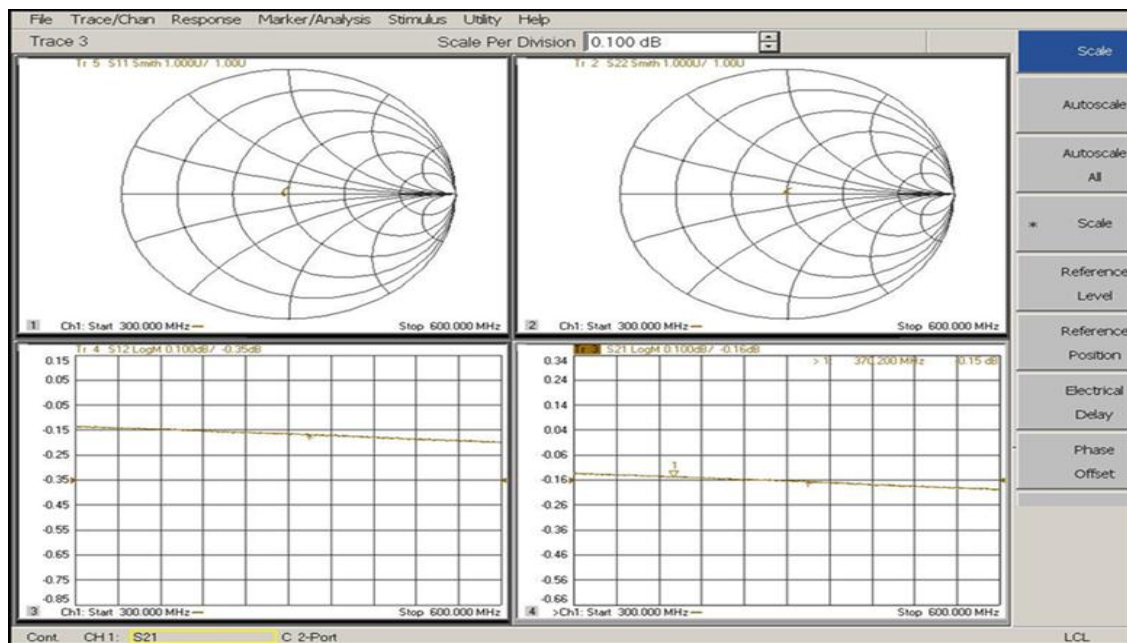 File Trace/Chan Response Marker/Analysis Stimulus Utility Help
Trace 3 Scale Per Division 0.100 dB
Tr 5 S11 Smith 1.000U/ 1.00U
1 Ch1: Start 300.000 MHz Stop 600.000 MHz
Tr 2 S22 Smith 1.000U/ 1.00U
2 Ch1: Start 300.000 MHz Stop 600.000 MHz
Tr 4 S12 LogM 0.100dB/ -0.35dB
0.15
0.05
-0.05
-0.15
-0.25
-0.35
-0.45
-0.55
-0.65
-0.75
-0.85
3 Ch1: Start 300.000 MHz Stop 600.000 MHz
Tr 3 S21 LogM 0.100dB/ -0.16dB
> 1: 370.200 MHz -0.15 dB
0.34
0.24
0.14
0.04
-0.06
-0.16
-0.26
-0.36
-0.46
-0.56
-0.66
1
4 >Ch1: Start 300.000 MHz Stop 600.000 MHz
Scale
Autoscale
Autoscale
All
* Scale
Reference
Level
Reference
Position
Electrical
Delay
Phase
Offset
Cont. CH 1: S21 C 2-Port LCL